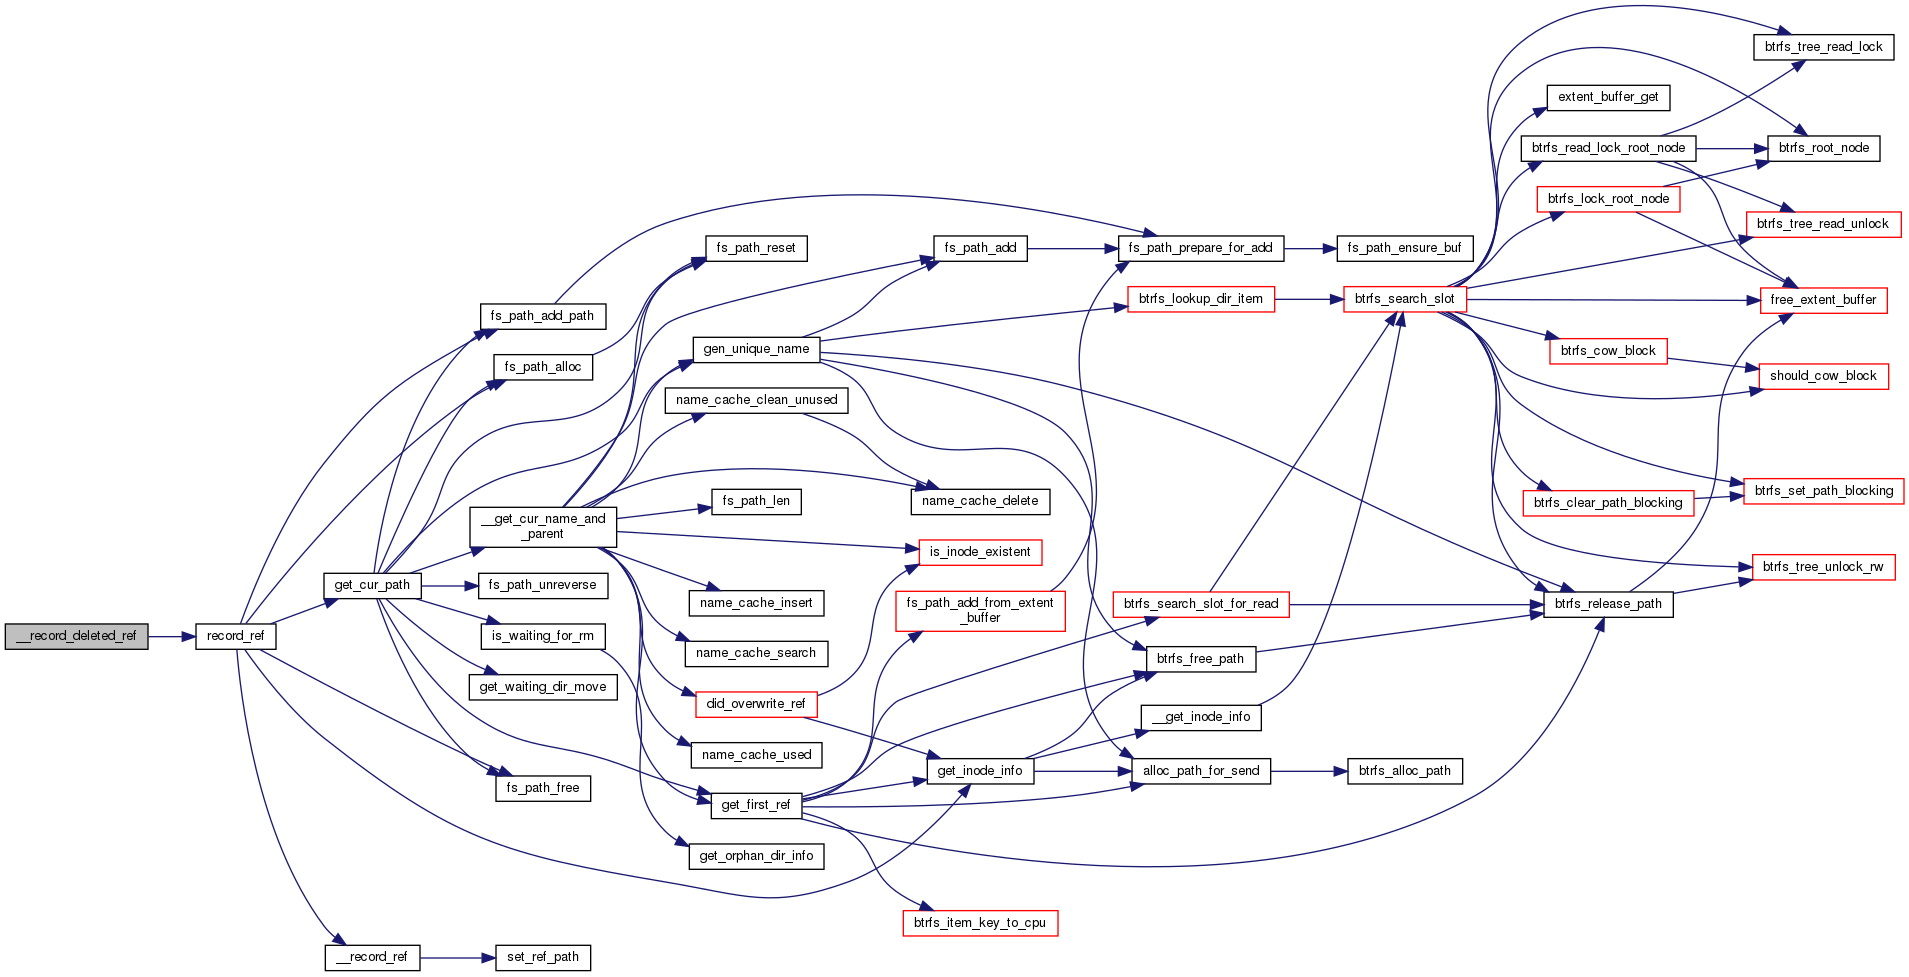 __record_deleted_ref
record_ref
get_cur_path
__record_ref
fs_path_add_path
fs_path_alloc
__get_cur_name_and
_parent
fs_path_unreverse
is_waiting_for_rm
get_waiting_dir_move
fs_path_free
set_ref_path
fs_path_reset
gen_unique_name
name_cache_clean_unused
fs_path_len
name_cache_insert
name_cache_search
did_overwrite_ref
name_cache_used
get_first_ref
get_orphan_dir_info
fs_path_add
name_cache_delete
is_inode_existent
fs_path_add_from_extent
_buffer
get_inode_info
btrfs_item_key_to_cpu
fs_path_prepare_for_add
btrfs_lookup_dir_item
btrfs_search_slot_for_read
btrfs_free_path
__get_inode_info
alloc_path_for_send
fs_path_ensure_buf
btrfs_search_slot
btrfs_alloc_path
extent_buffer_get
btrfs_read_lock_root_node
btrfs_lock_root_node
btrfs_cow_block
btrfs_clear_path_blocking
btrfs_release_path
btrfs_tree_read_lock
btrfs_root_node
btrfs_tree_read_unlock
free_extent_buffer
should_cow_block
btrfs_set_path_blocking
btrfs_tree_unlock_rw